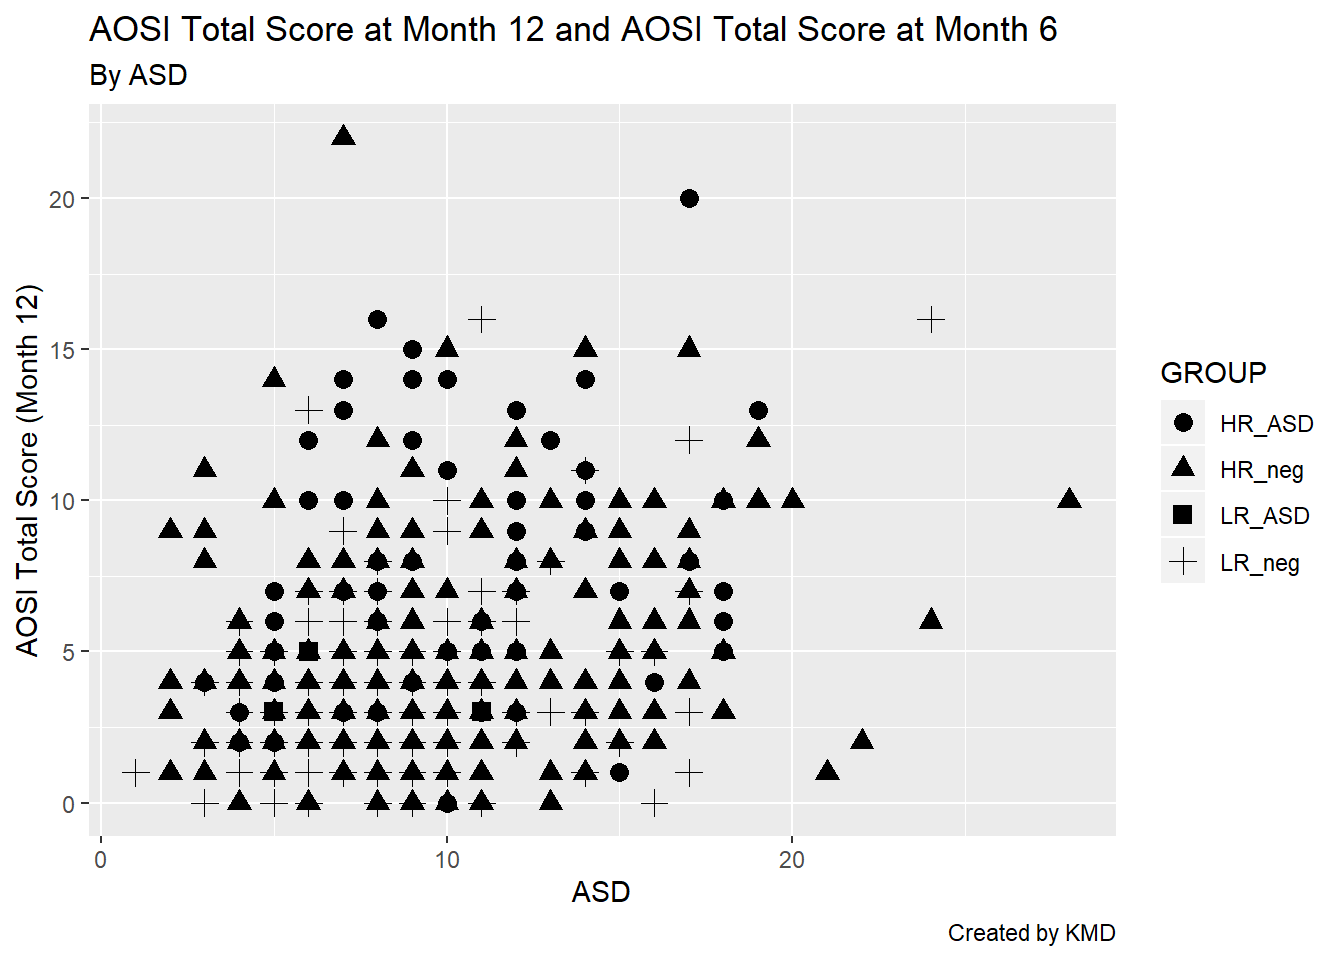 AOSI Total Score at Month 12 and AOSI Total Score at Month 6
By ASD
AOSI Total Score (Month 12)
20
15
10
5
0
0
10
20
ASD
GROUP
HR_ASD
HR_neg
LR_ASD
LR_neg
Created by KMD